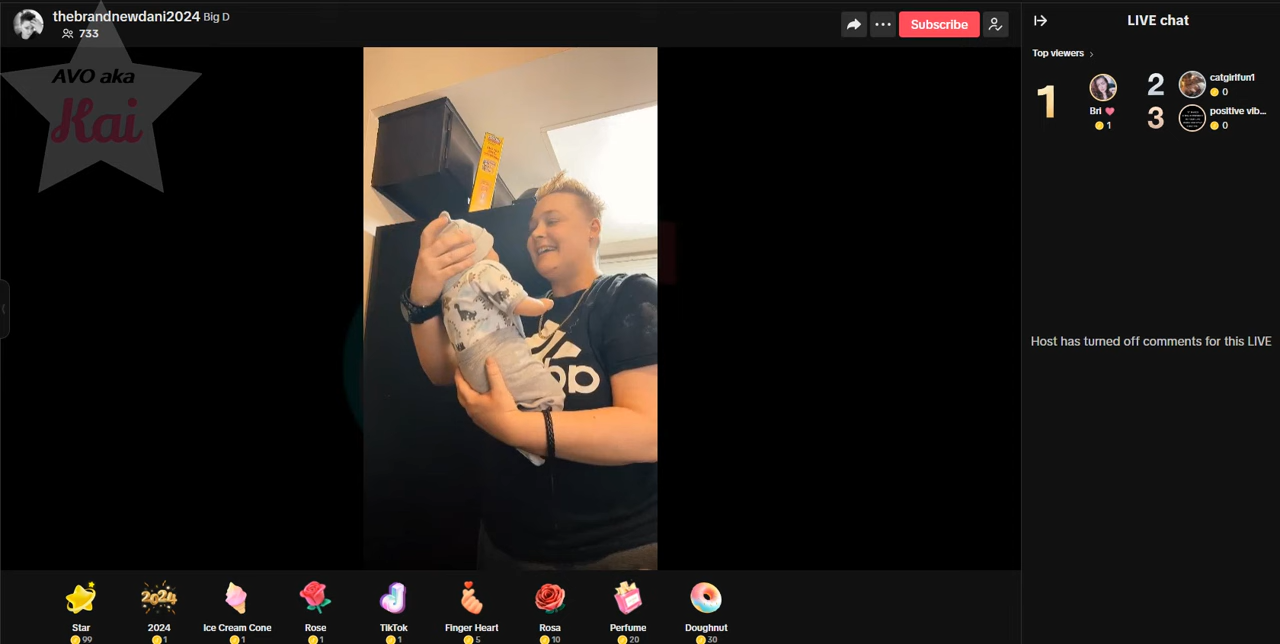 thebrandnewdani2024 Big D
733
Subscribe
AVO aka
Kai
LIVE chat
Top viewers
1
Bri
1
2
catgirlfun1
0
3
positive vib...
0
Host has turned off comments for this LIVE
Star
99
2024
2024
1
Ice Cream Cone
1
Rose
1
TikTok
1
Finger Heart
5
Rosa
10
Perfume
20
Doughnut
30